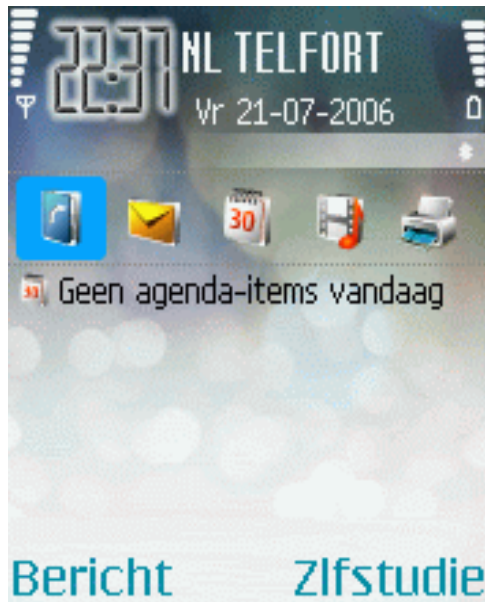 22:37 NL TELFORT
Vr 21-07-2006
30
Geen agenda-items vandaag
Bericht Zlfstudie